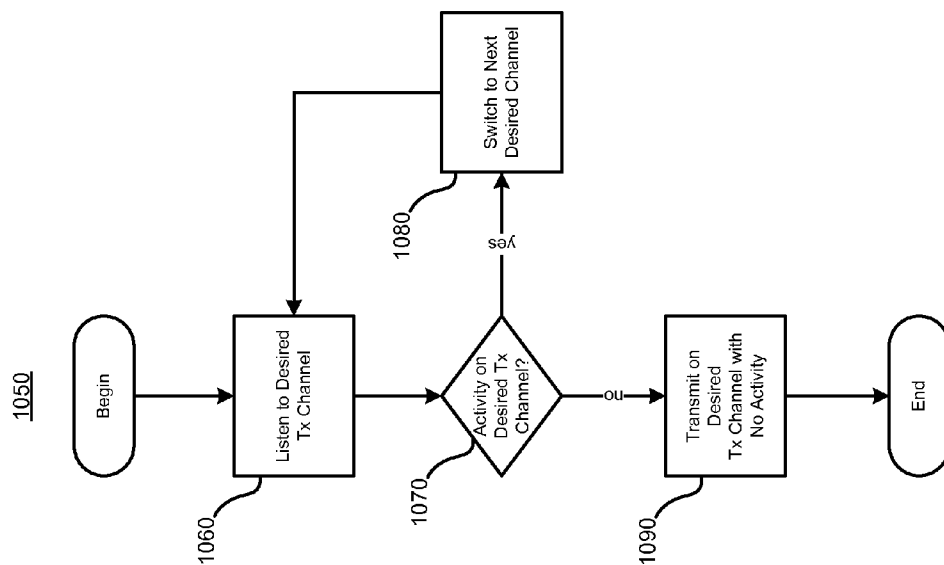 1050
Begin
1060
Listen to Desired
Tx Channel
1070
Activity on
Desired Tx
Channel?
yes
1080
Switch to Next
Desired Channel
no
1090
Transmit on
Desired
Tx Channel with
No Activity
End